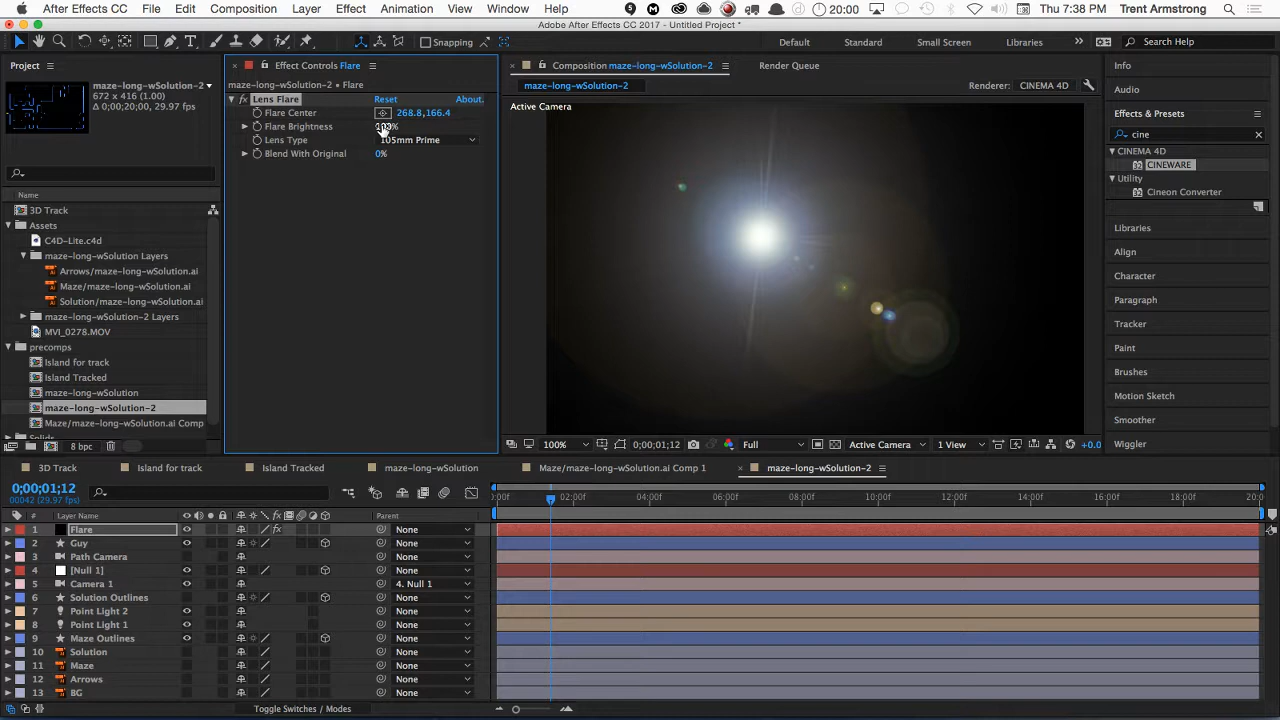 After Effects CC File Edit Composition Layer Effect Animation View Window Help 5 M 20:00 Thu 7:38 PM Trent Armstrong
Adobe After Effects CC 2017 - Untitled Project *
Snapping Default Standard Small Screen Libraries Search Help
Project
maze-long-wSolution-2
672 x 416 (1.00)
Δ 0;00;20;00, 29.97 fps
Name
3D Track
Assets
C4D-Lite.c4d
maze-long-wSolution Layers
Arrows/maze-long-wSolution.ai
Maze/maze-long-wSolution.ai
Solution/maze-long-wSolution.ai
maze-long-wSolution-2 Layers
MVI_0278.MOV
precomps
Island for track
Island Tracked
maze-long-wSolution
maze-long-wSolution-2
Maze/maze-long-wSolution.ai Comp
Solids
8 bpc
Effect Controls Flare
maze-long-wSolution-2 • Flare
fx Lens Flare Reset About.
Flare Center 268.8,166.4
Flare Brightness 100%
Lens Type 105mm Prime
Blend With Original 0%
Composition maze-long-wSolution-2 Render Queue
maze-long-wSolution-2 Renderer: CINEMA 4D
Active Camera
100% 0;00;01;12 Full Active Camera 1 View +0.0
Info
Audio
Effects & Presets
cine
CINEMA 4D
CINEWARE
Utility
Cineon Converter
Libraries
Align
Character
Paragraph
Tracker
Paint
Brushes
Motion Sketch
Smoother
Wiggler
3D Track Island for track Island Tracked maze-long-wSolution Maze/maze-long-wSolution.ai Comp 1 maze-long-wSolution-2
0;00;01;12
00042 (29.97 fps)
:00f 02:00f 04:00f 06:00f 08:00f 10:00f 12:00f 14:00f 16:00f 18:00f 20:0
# Layer Name Parent
1 Flare None
2 Guy None
3 Path Camera None
4 [Null 1] None
5 Camera 1 4. Null 1
6 Solution Outlines None
7 Point Light 2 None
8 Point Light 1 None
9 Maze Outlines None
10 Solution None
11 Maze None
12 Arrows None
13 BG None
Toggle Switches / Modes